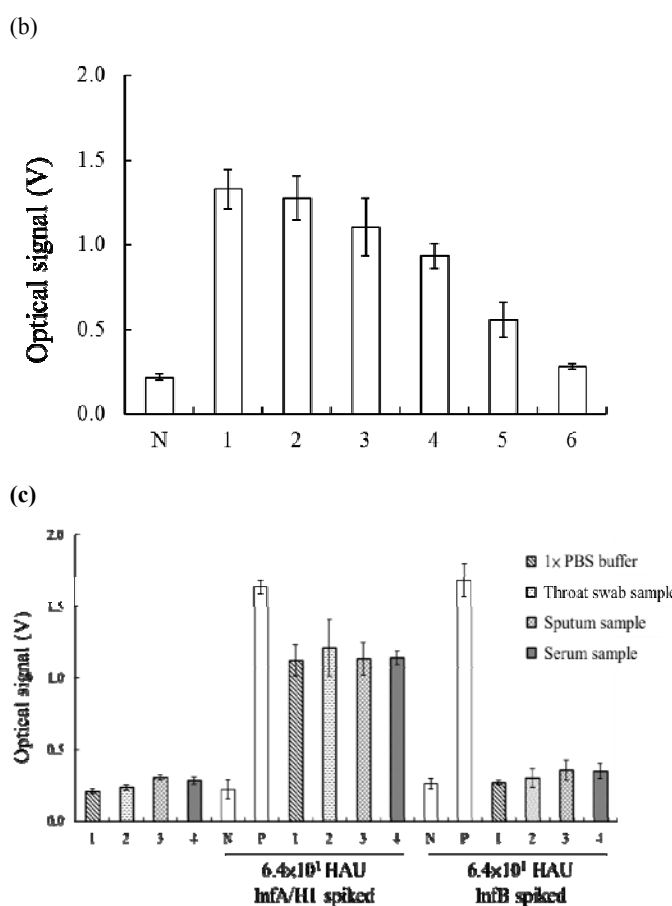 (b)
2.0
1.5
1.0
0.5
0.0
Optical signal (V)
N 1 2 3 4 5 6
(c)
2.0
1.5
1.0
0.5
0.0
Optical signal (V)
1× PBS buffer
Throat swab sample
Sputum sample
Serum sample
1 2 3 4 N P 1 2 3 4 N P 1 2 3 4
6.4×10¹ HAU
InfA/H1 spiked
6.4×10¹ HAU
InfB spiked